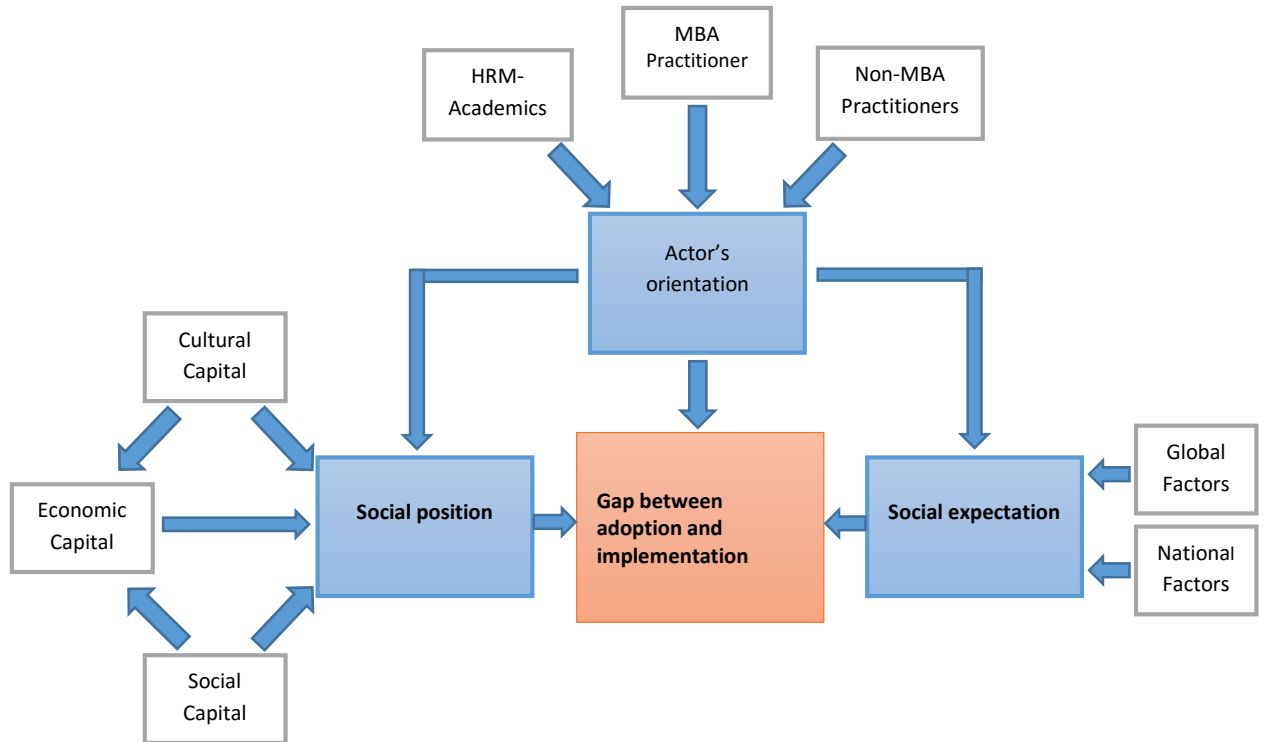 MBA
Practitioner
HRM-
Academics
Non-MBA
Practitioners
Actor’s
orientation
Cultural
Capital
Economic
Capital
Social
Capital
Social position
Gap between
adoption and
implementation
Social expectation
Global
Factors
National
Factors